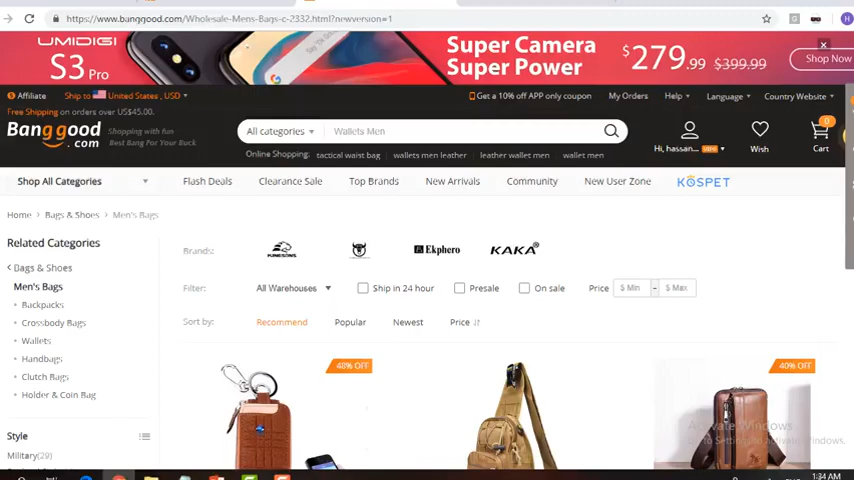 https://www.banggood.com/Wholesale-Mens-Bags-c-2332.html?newversion=1
UMIDIGI
S3 Pro
Super Camera
Super Power
$279.99 $399.99
Shop Now
Affiliate
Ship to United States, USD
Get a 10% off APP only coupon
My Orders
Help
Language
Country Website
Free Shipping on orders over US$45.00.
Banggood
.com
Shopping with fun
Best Bang For Your Buck
All categories
Wallets Men
Hi, hassan...
Wish
0
Cart
Online Shopping: tactical waist bag wallets men leather leather wallet men wallet men
Shop All Categories
Flash Deals
Clearance Sale
Top Brands
New Arrivals
Community
New User Zone
KOSPET
Home > Bags & Shoes > Men's Bags
Related Categories
< Bags & Shoes
Men's Bags
Backpacks
Crossbody Bags
Wallets
Handbags
Clutch Bags
Holder & Coin Bag
Style
Military(29)
Brands:
KINGSONS
Ekphero
KAKA®
Filter:
All Warehouses
Ship in 24 hour
Presale
On sale
Price $ Min - $ Max
Sort by:
Recommend
Popular
Newest
Price
48% OFF
40% OFF
Activate Windows
Go to Settings to activate Windows.
1:34 AM